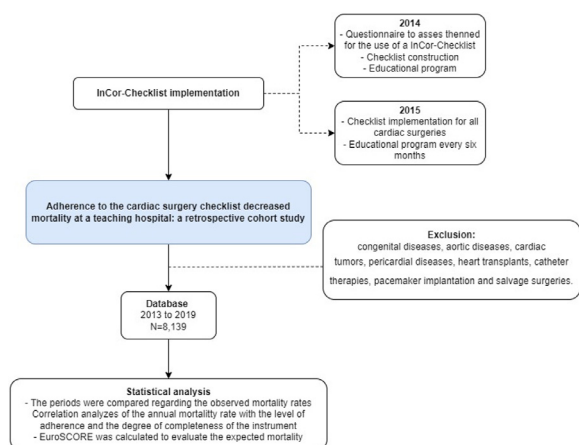 2014
- Questionnaire to asses thenned
for the use of a InCor-Checklist
- Checklist construction
- Educational program
InCor-Checklist implementation
2015
- Checklist implementation for all
cardiac surgeries
- Educational program every six
months
Adherence to the cardiac surgery checklist decreased
mortality at a teaching hospital: a retrospective cohort study
Exclusion:
congenital diseases, aortic diseases, cardiac
tumors, pericardial diseases, heart transplants, catheter
therapies, pacemaker implantation and salvage surgeries.
Database
2013 to 2019
N=8,139
Statistical analysis
- The periods were compared regarding the observed mortality rates
Correlation analyzes of the annual mortalitty rate with the level of
adherence and the degree of completeness of the instrument
- EuroSCORE was calculated to evaluate the expected mortality